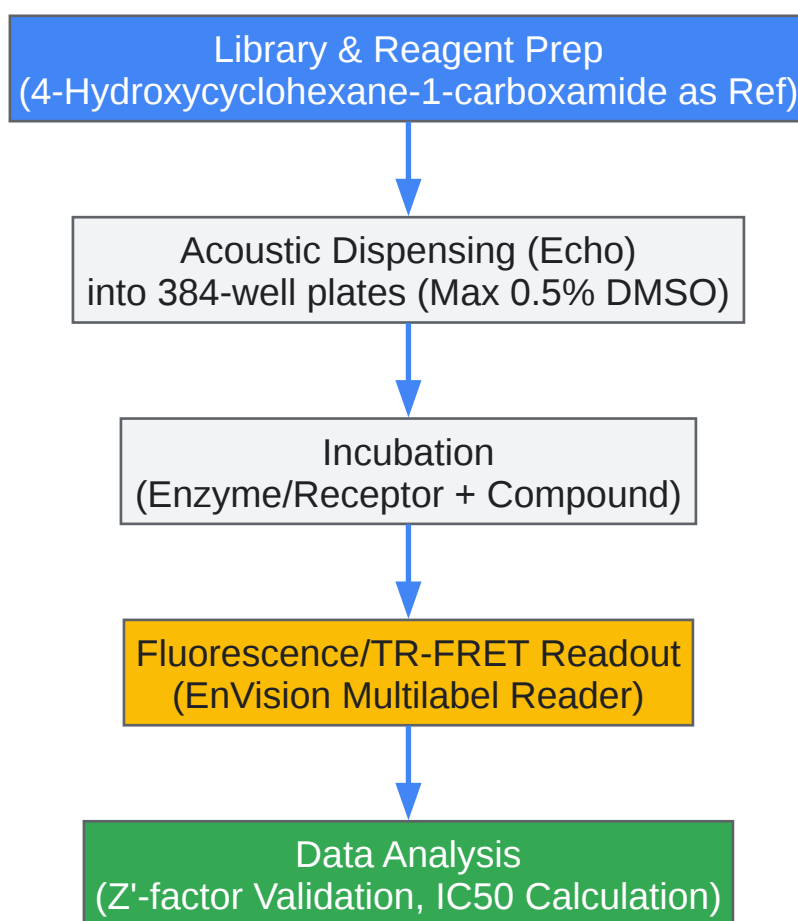 Library & Reagent Prep
(4-Hydroxycyclohexane-1-carboxamide as Ref)
Acoustic Dispensing (Echo)
into 384-well plates (Max 0.5% DMSO)
Incubation
(Enzyme/Receptor + Compound)
Fluorescence/TR-FRET Readout
(EnVision Multilabel Reader)
Data Analysis
(Z'-factor Validation, IC50 Calculation)